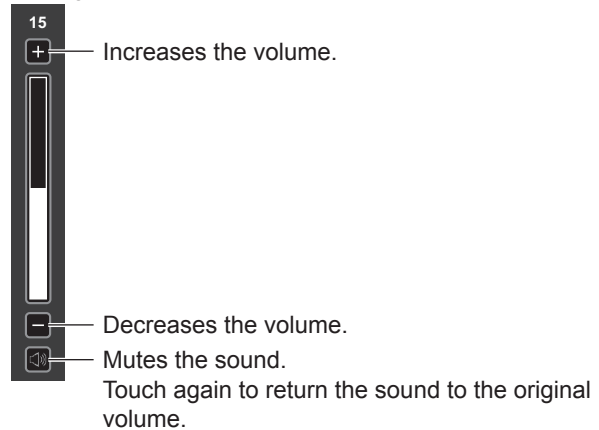 15
+
Increases the volume.
−
Decreases the volume.
Mutes the sound.
Touch again to return the sound to the original
volume.